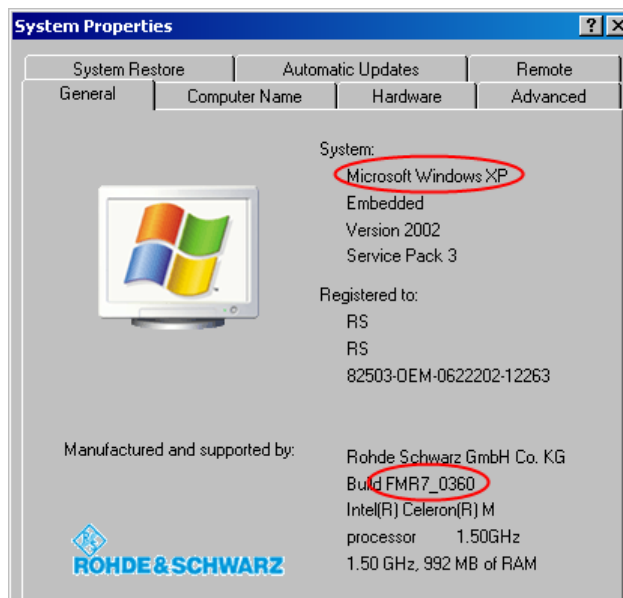 System Properties
System Restore
Automatic Updates
Remote
General
Computer Name
Hardware
Advanced
System:
Microsoft Windows XP
Embedded
Version 2002
Service Pack 3
Registered to:
RS
RS
82503-OEM-0622202-12263
Manufactured and supported by:
Rohde Schwarz GmbH Co. KG
Build FMR7_0360
Intel(R) Celeron(R) M
processor 1.50GHz
1.50 GHz, 992 MB of RAM
ROHDE&SCHWARZ